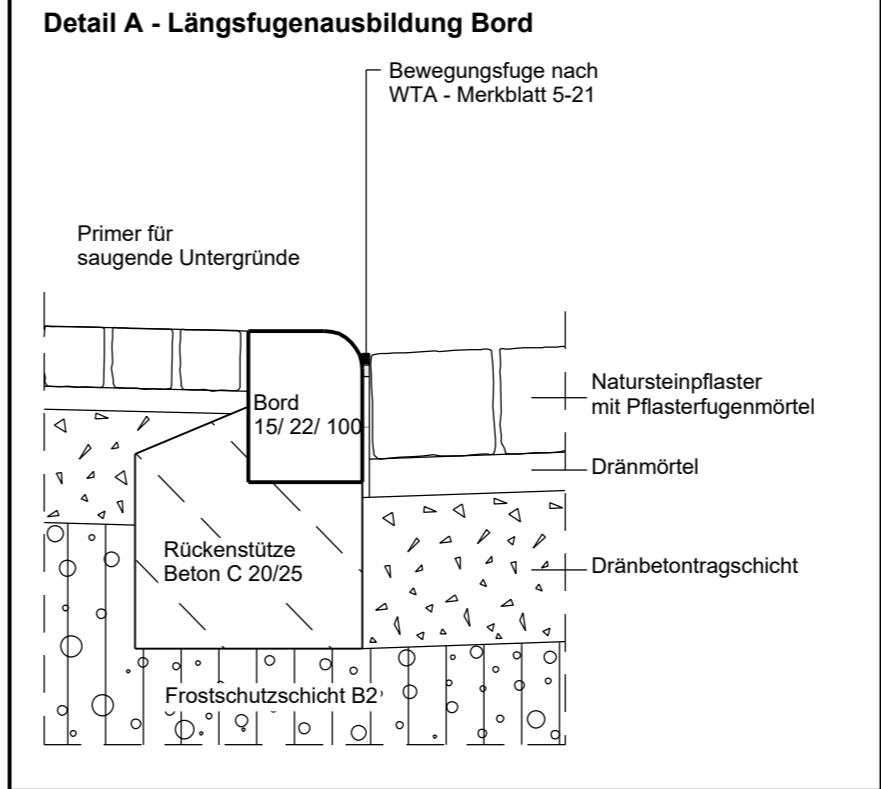 Detail A - Längsfugenausbildung Bord
Bewegungsfuge nach
WTA - Merkblatt 5-21
Primer für
saugende Untergründe
Bord
15/ 22/ 100
Natursteinpflaster
mit Pflasterfugenmörtel
Dränmörtel
Rückenstütze
Beton C 20/25
Dränbetontragschicht
Frostschutzschicht B2